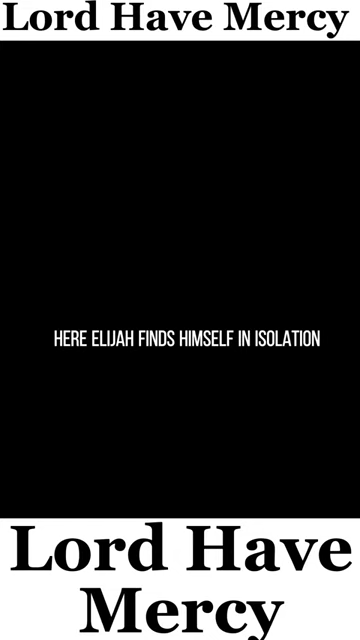 Lord Have Mercy
HERE ELIJAH FINDS HIMSELF IN ISOLATION
Lord Have
Mercy